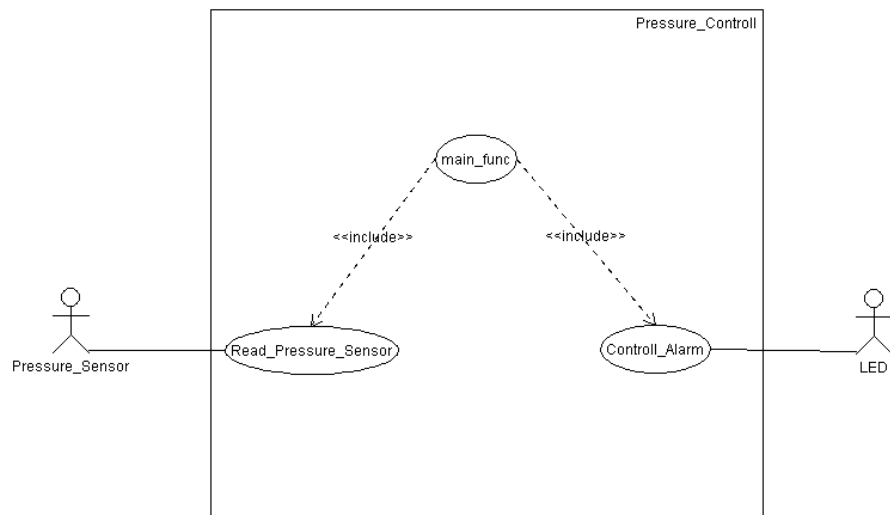 Pressure_Controll
main_func
<<include>>
<<include>>
Read_Pressure_Sensor
Controll_Alarm
Pressure_Sensor
LED